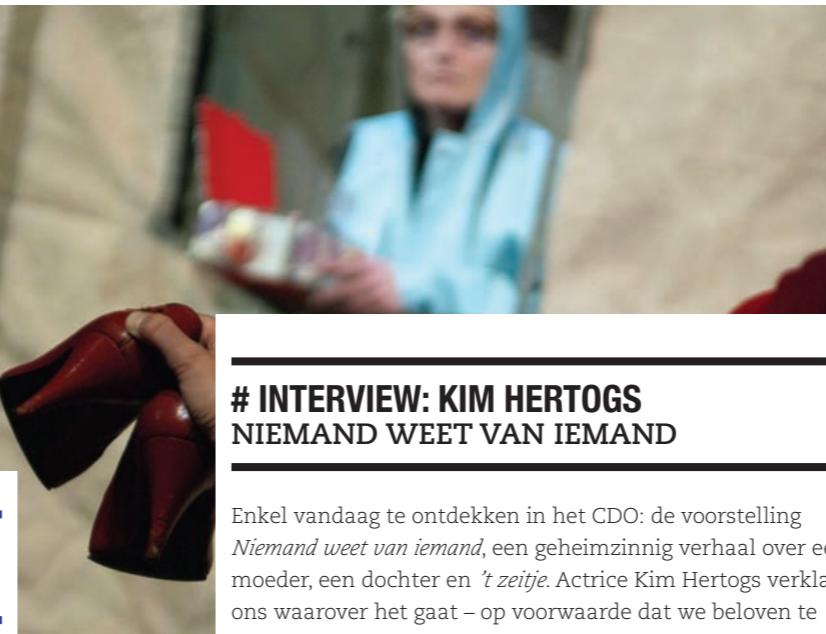 # INTERVIEW: KIM HERTOGS
NIEMAND WEET VAN IEMAND
Enkel vandaag te ontdekken in het CDO: de voorstelling
Niemand weet van iemand, een geheimzinnig verhaal over
moeder, een dochter en ’t zeitje. Actrice Kim Hertogs
ons waarover het gaat – op voorwaarde dat we beloven te